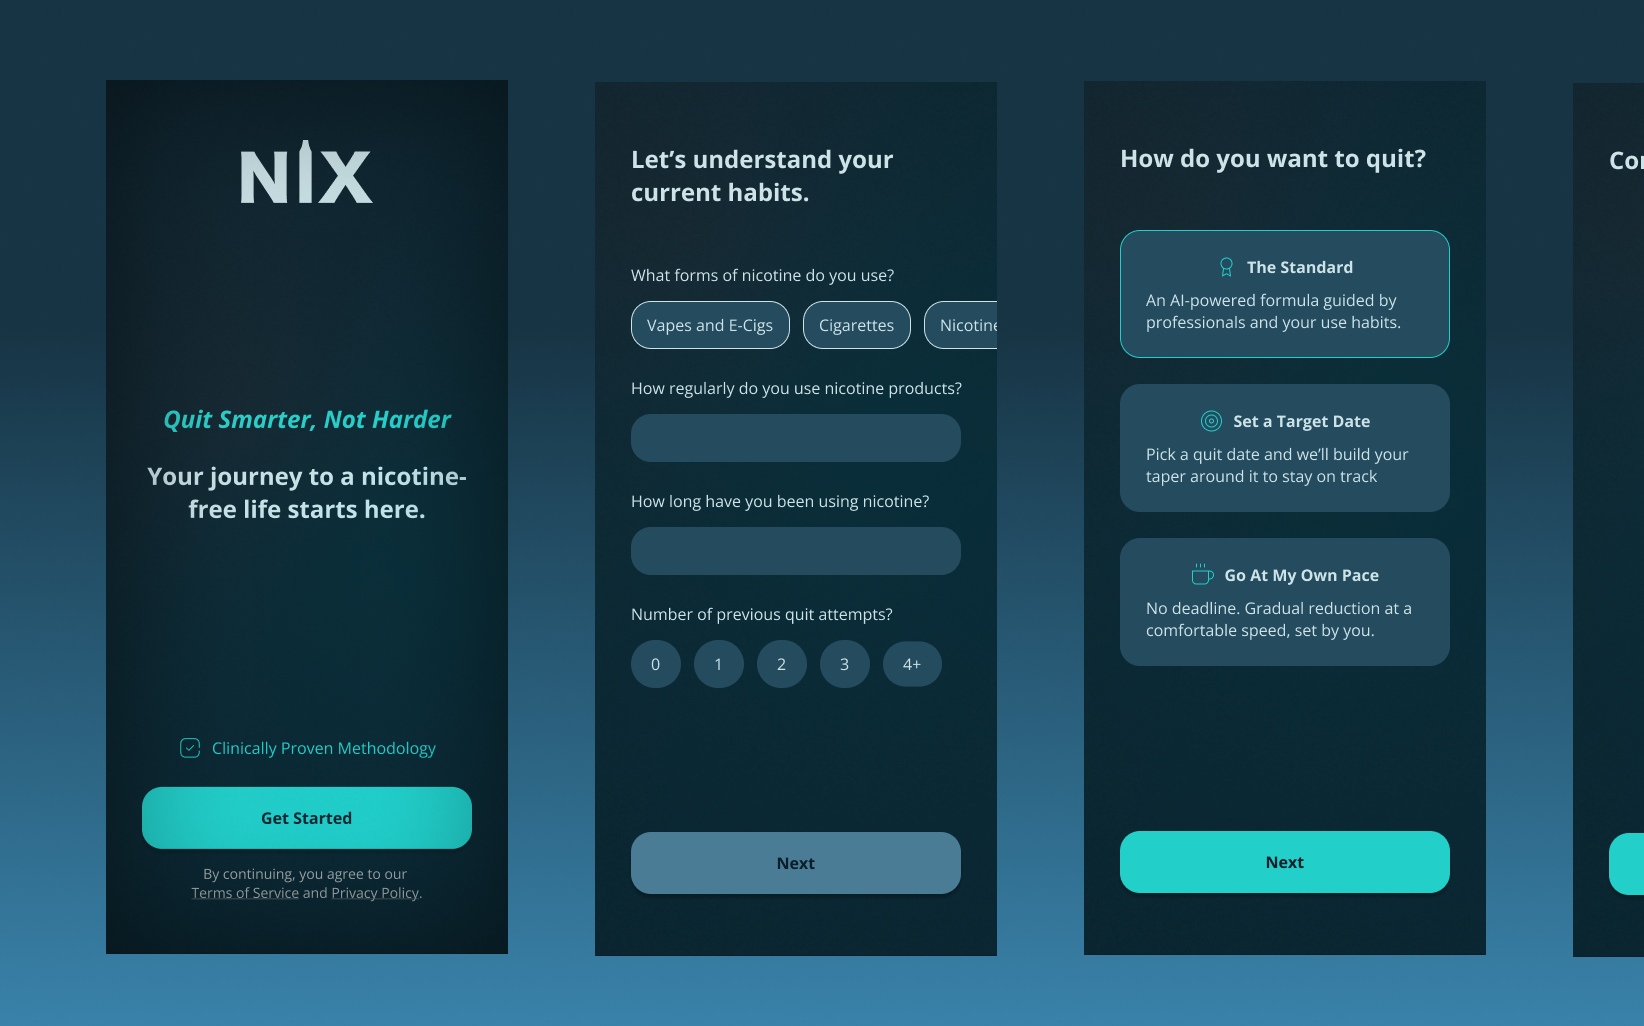 NIX
Quit Smarter, Not Harder
Your journey to a nicotine-
free life starts here.
Clinically Proven Methodology
Get Started
By continuing, you agree to our
Terms of Service and Privacy Policy.
Let’s understand your
current habits.
What forms of nicotine do you use?
Vapes and E-Cigs
Cigarettes
Nicotine
How regularly do you use nicotine products?
How long have you been using nicotine?
Number of previous quit attempts?
0 1 2 3 4+
Next
How do you want to quit?
The Standard
An AI-powered formula guided by
professionals and your use habits.
Set a Target Date
Pick a quit date and we’ll build your
taper around it to stay on track
Go At My Own Pace
No deadline. Gradual reduction at a
comfortable speed, set by you.
Next